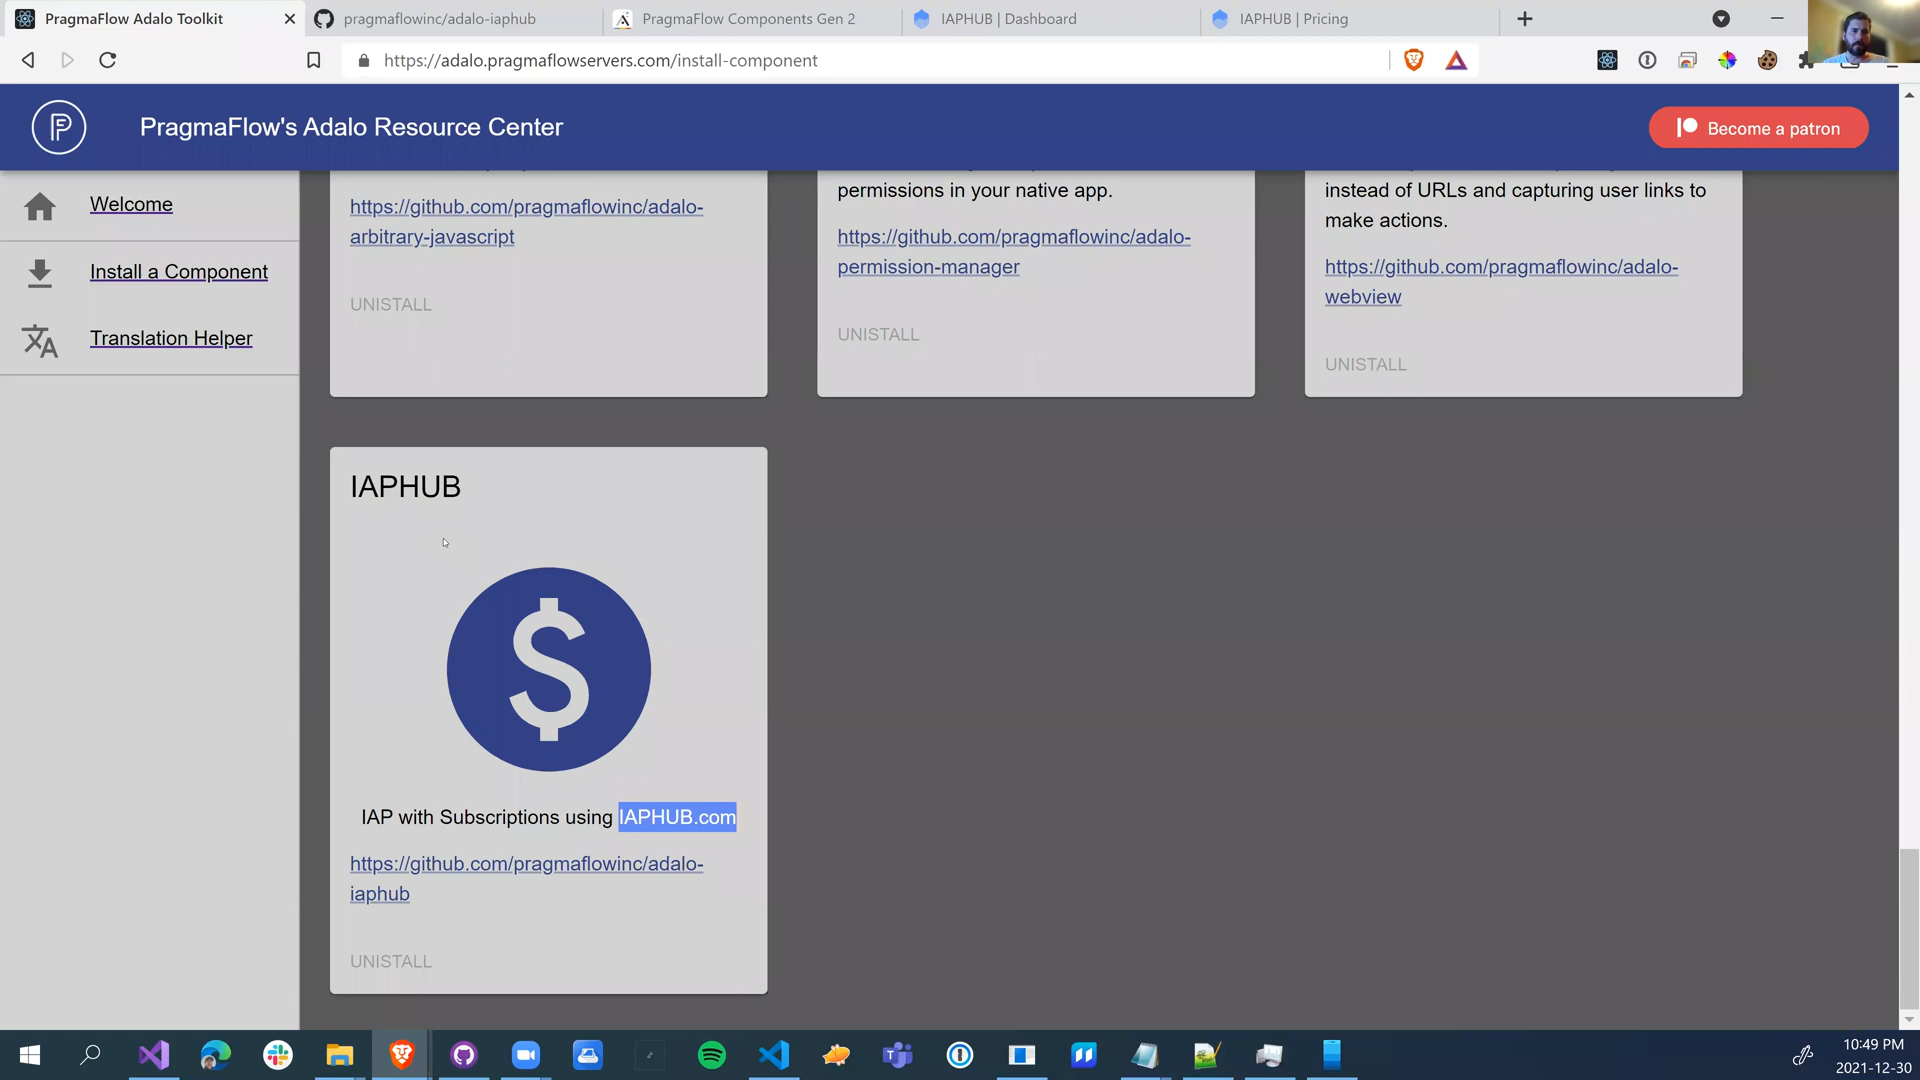 PragmaFlow Adalo Toolkit
pragmaflowinc/adalo-iaphub
PragmaFlow Components Gen 2
IAPHUB | Dashboard
IAPHUB | Pricing
https://adalo.pragmaflowservers.com/install-component
PragmaFlow's Adalo Resource Center
Become a patron
Welcome
Install a Component
Translation Helper
https://github.com/pragmaflowinc/adalo-
arbitrary-javascript
UNISTALL
permissions in your native app.
https://github.com/pragmaflowinc/adalo-
permission-manager
UNISTALL
instead of URLs and capturing user links to
make actions.
https://github.com/pragmaflowinc/adalo-
webview
UNISTALL
IAPHUB
$
IAP with Subscriptions using IAPHUB.com
https://github.com/pragmaflowinc/adalo-
iaphub
UNISTALL
10:49 PM
2021-12-30